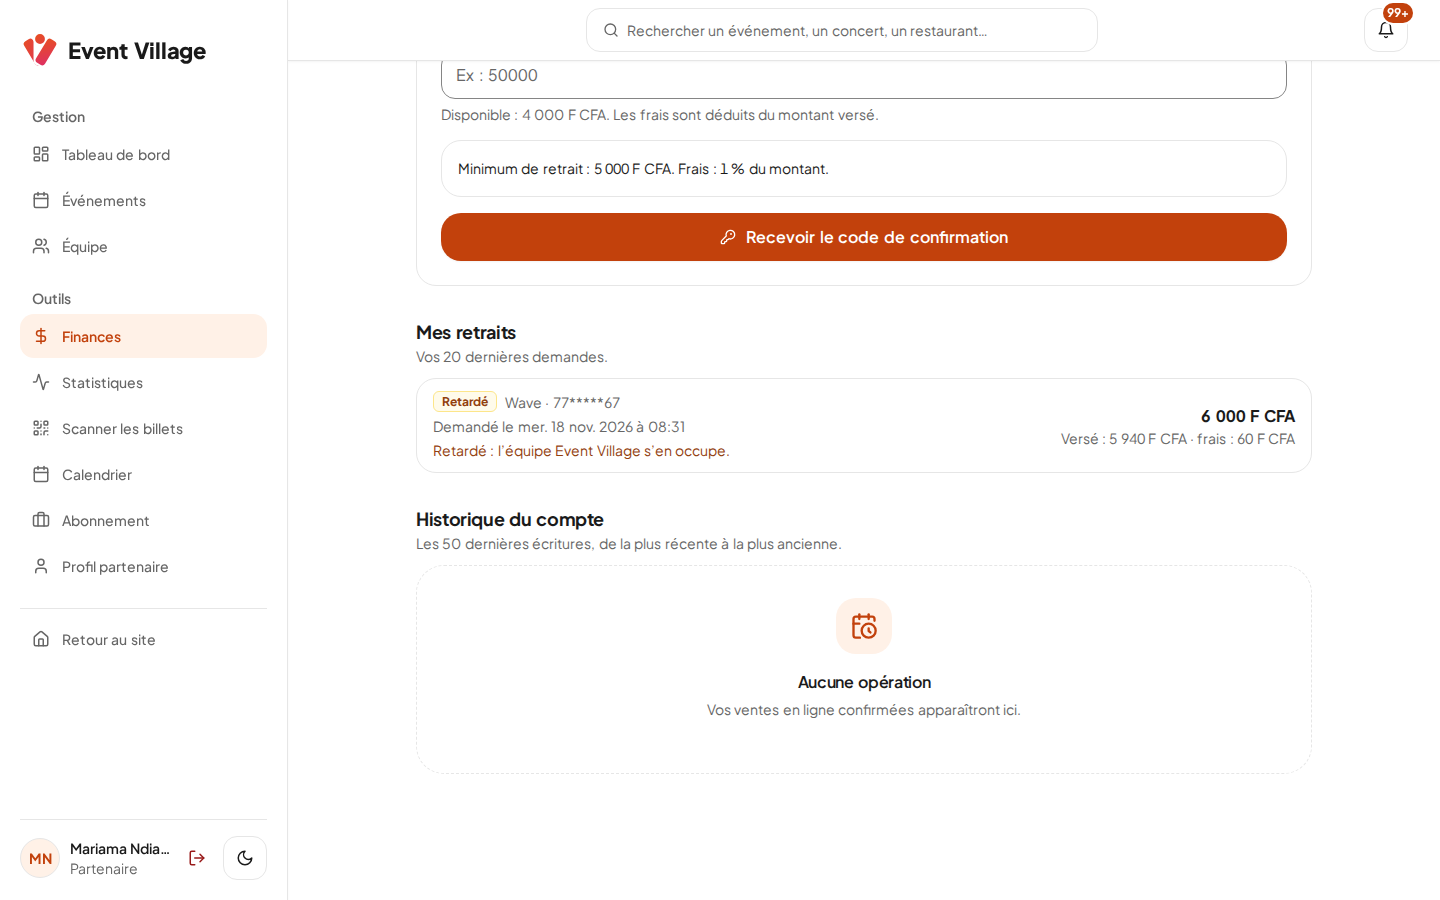 Event Village
Rechercher un événement, un concert, un restaurant…
99+
Gestion
Tableau de bord
Événements
Équipe
Outils
Finances
Statistiques
Scanner les billets
Calendrier
Abonnement
Profil partenaire
Retour au site
MN
Mariama Ndia…
Partenaire
Ex : 50000
Disponible : 4 000 F CFA. Les frais sont déduits du montant versé.
Minimum de retrait : 5 000 F CFA. Frais : 1 % du montant.
Recevoir le code de confirmation
Mes retraits
Vos 20 dernières demandes.
Retardé Wave · 77*****67
Demandé le mer. 18 nov. 2026 à 08:31
Retardé : l'équipe Event Village s'en occupe.
6 000 F CFA
Versé : 5 940 F CFA · frais : 60 F CFA
Historique du compte
Les 50 dernières écritures, de la plus récente à la plus ancienne.
Aucune opération
Vos ventes en ligne confirmées apparaîtront ici.